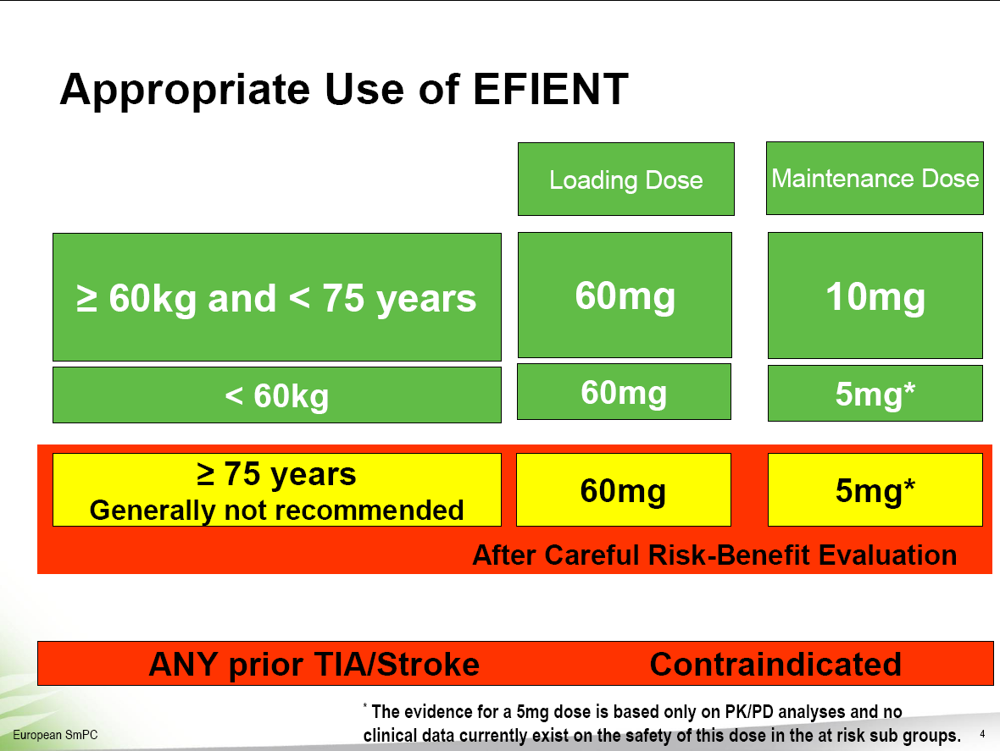 Appropriate Use of EFIENT
Loading Dose
Maintenance Dose
≥ 60kg and < 75 years
60mg
10mg
< 60kg
60mg
5mg*
≥ 75 years
Generally not recommended
60mg
5mg*
After Careful Risk-Benefit Evaluation
ANY prior TIA/Stroke
Contraindicated
* The evidence for a 5mg dose is based only on PK/PD analyses and no
clinical data currently exist on the safety of this dose in the at risk sub groups.
European SmPC
4